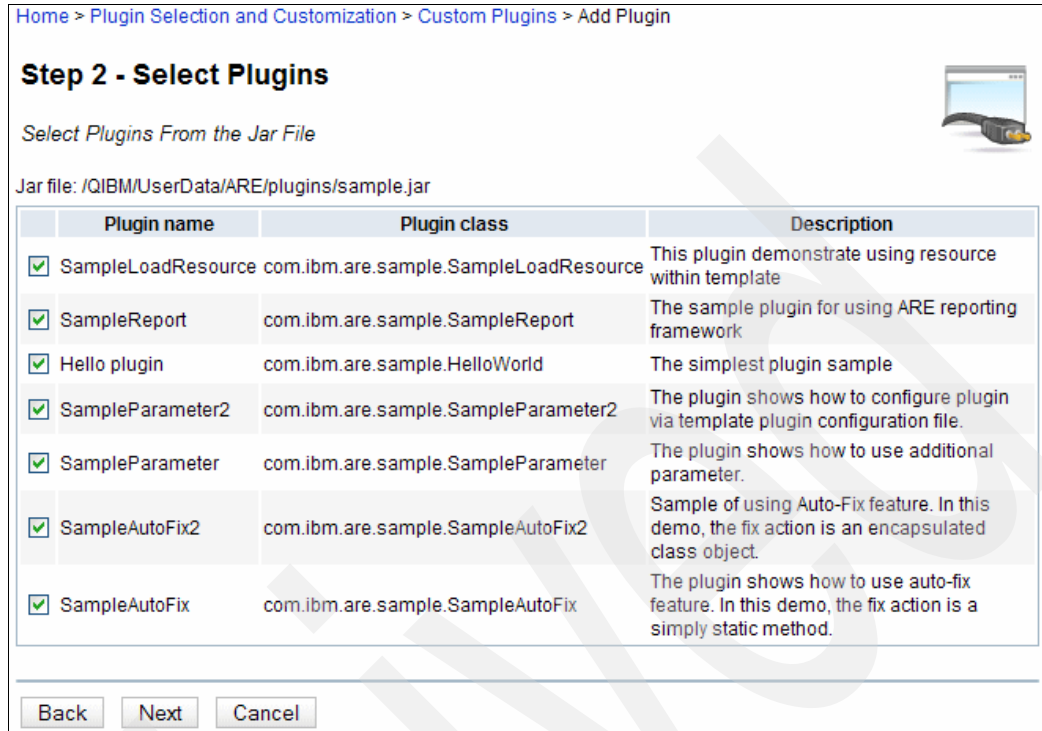 Home > Plugin Selection and Customization > Custom Plugins > Add Plugin
Step 2 - Select Plugins
Select Plugins From the Jar File
Jar file: /QIBM/UserData/ARE/plugins/sample.jar
Plugin name Plugin class Description
SampleLoadResource com.ibm.are.sample.SampleLoadResource This plugin demonstrate using resource
within template
SampleReport com.ibm.are.sample.SampleReport The sample plugin for using ARE reporting
framework
Hello plugin com.ibm.are.sample.HelloWorld The simplest plugin sample
SampleParameter2 com.ibm.are.sample.SampleParameter2 The plugin shows how to configure plugin
via template plugin configuration file.
SampleParameter com.ibm.are.sample.SampleParameter The plugin shows how to use additional
parameter.
SampleAutoFix2 com.ibm.are.sample.SampleAutoFix2 Sample of using Auto-Fix feature. In this
demo, the fix action is an encapsulated
class object.
SampleAutoFix com.ibm.are.sample.SampleAutoFix The plugin shows how to use auto-fix
feature. In this demo, the fix action is a
simply static method.
Back Next Cancel